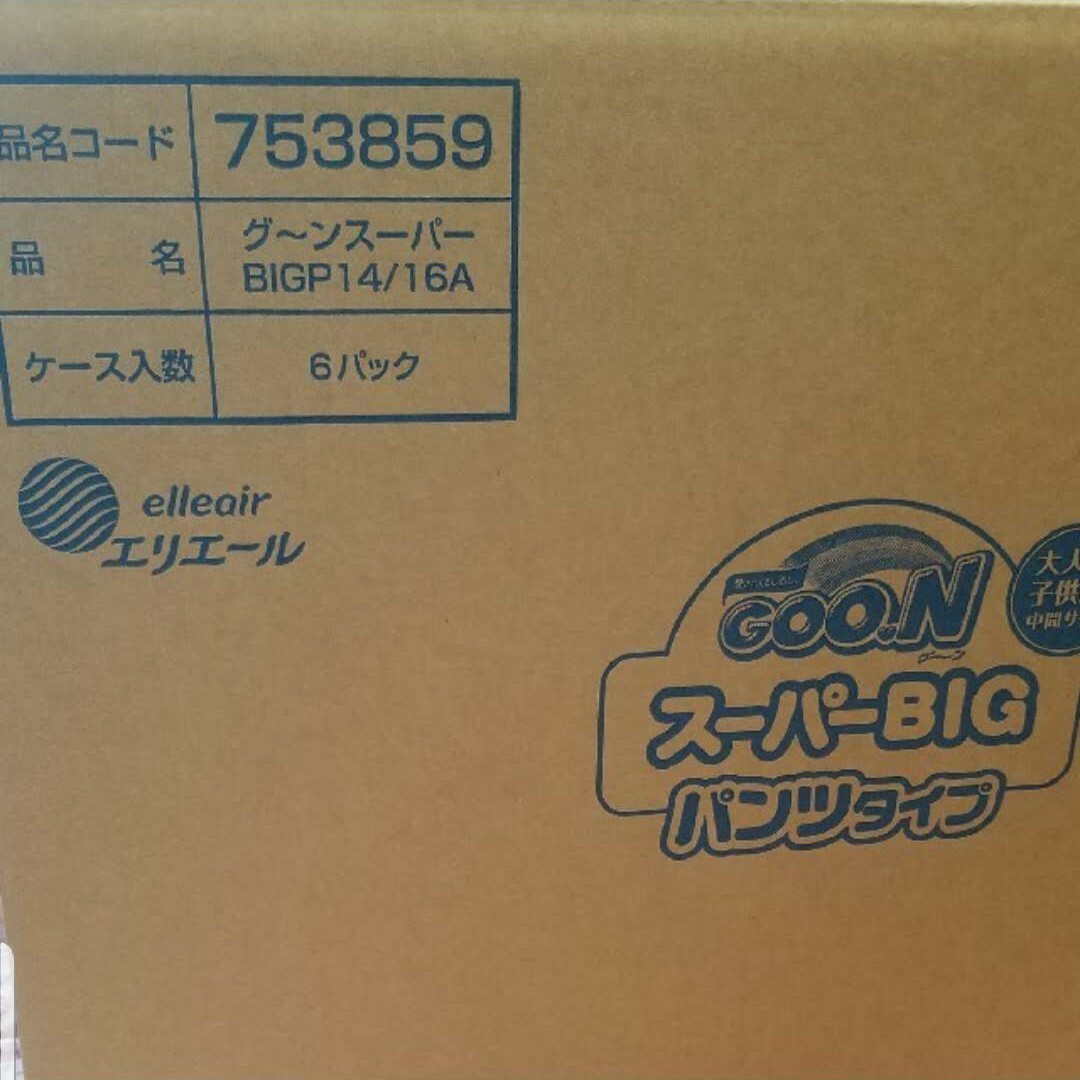 品名コード 753859
品名 グ～ンスーパー
BIGP14/16A
ケース入数 6パック
elleair
エリエール
GOO.N
グ～ン
スーパーBIG
パンツタイプ
大人
子供
中間サ